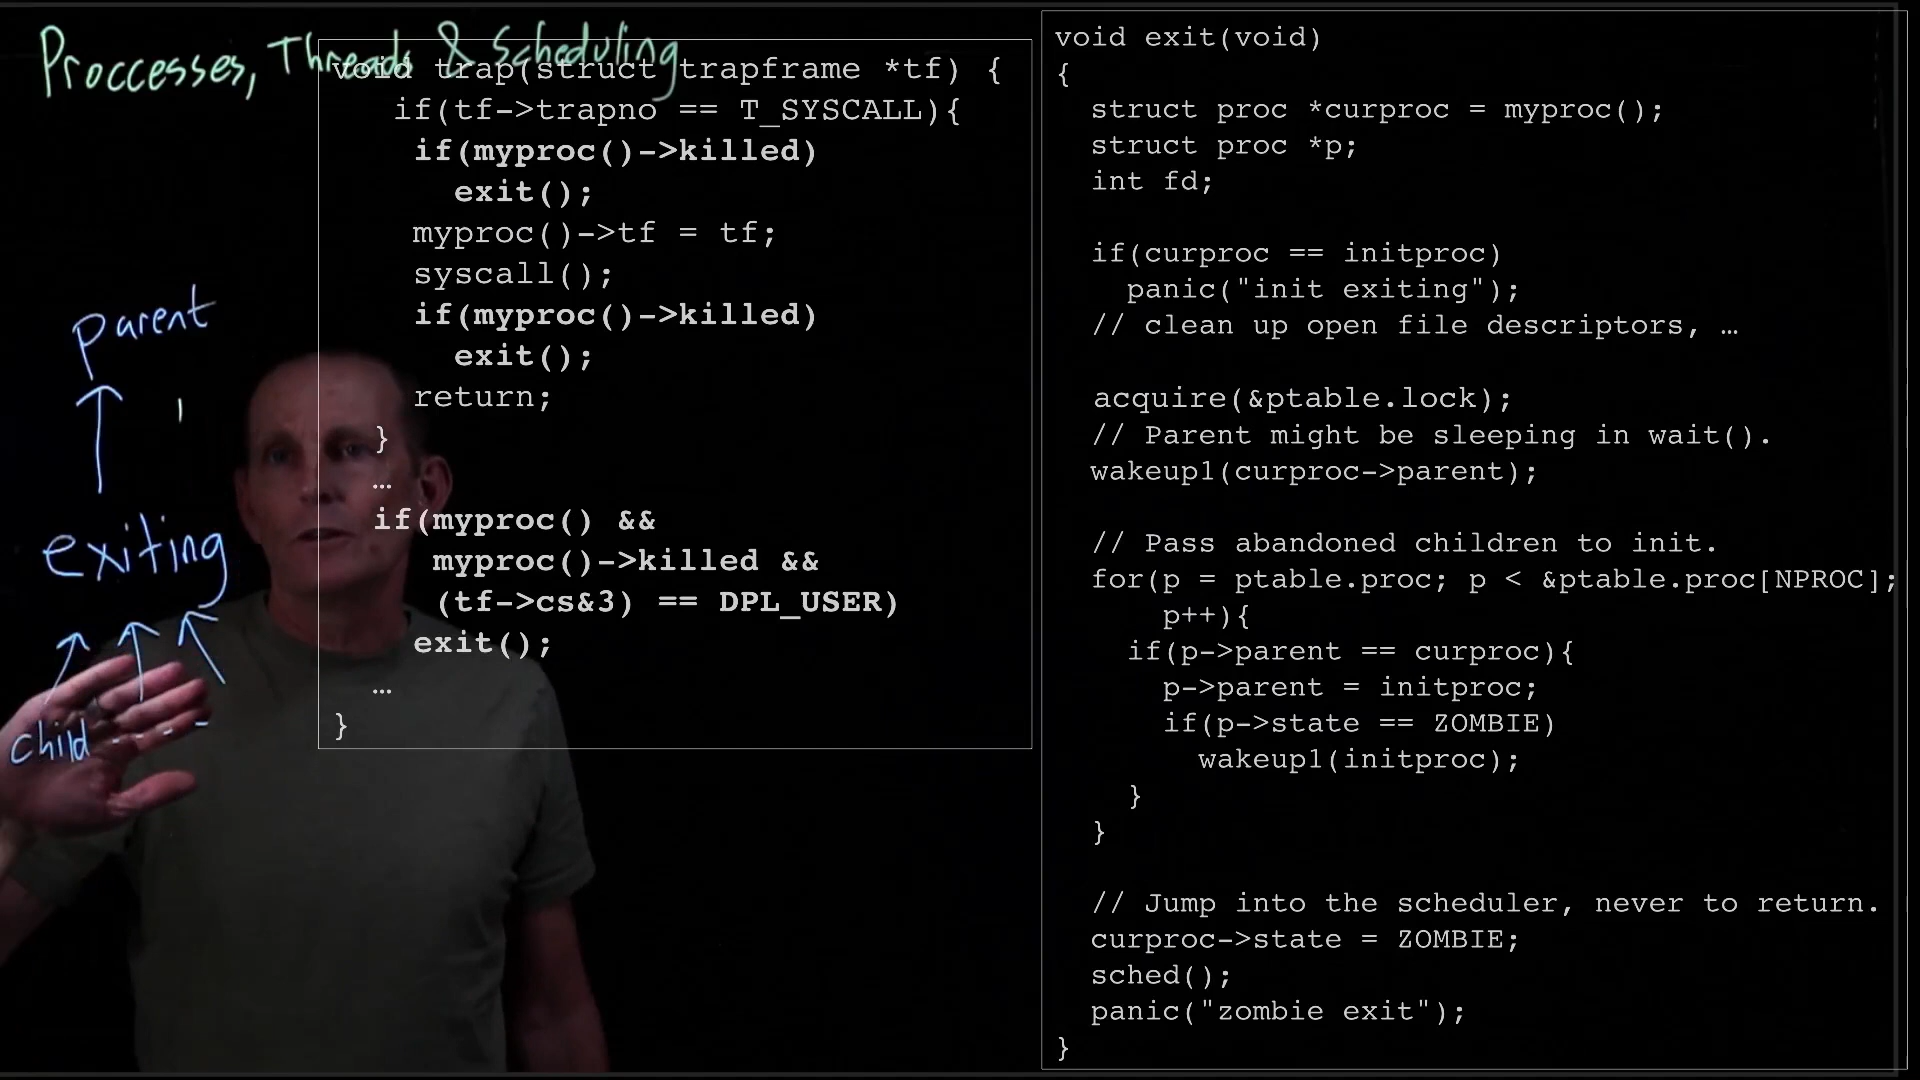 Proccesses, Threads & Scheduling
parent
exiting
child - - -
void trap(struct trapframe *tf) {
if(tf->trapno == T_SYSCALL){
if(myproc()->killed)
exit();
myproc()->tf = tf;
syscall();
if(myproc()->killed)
exit();
return;
}
…
if(myproc() &&
myproc()->killed &&
(tf->cs&3) == DPL_USER)
exit();
…
}
void exit(void)
{
struct proc *curproc = myproc();
struct proc *p;
int fd;
if(curproc == initproc)
panic("init exiting");
// clean up open file descriptors, …
acquire(&ptable.lock);
// Parent might be sleeping in wait().
wakeup1(curproc->parent);
// Pass abandoned children to init.
for(p = ptable.proc; p < &ptable.proc[NPROC];
p++){
if(p->parent == curproc){
p->parent = initproc;
if(p->state == ZOMBIE)
wakeup1(initproc);
}
}
// Jump into the scheduler, never to return.
curproc->state = ZOMBIE;
sched();
panic("zombie exit");
}